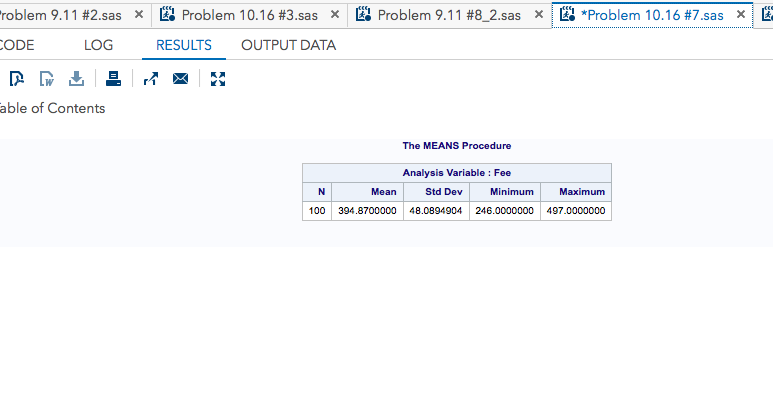 roblem 9.11 #2.sas × Problem 10.16 #3.sas × Problem 9.11 #8_2.sas × *Problem 10.16 #7.sas ×
CODE LOG RESULTS OUTPUT DATA
able of Contents
The MEANS Procedure
Analysis Variable : Fee
N Mean Std Dev Minimum Maximum
100 394.8700000 48.0894904 246.0000000 497.0000000